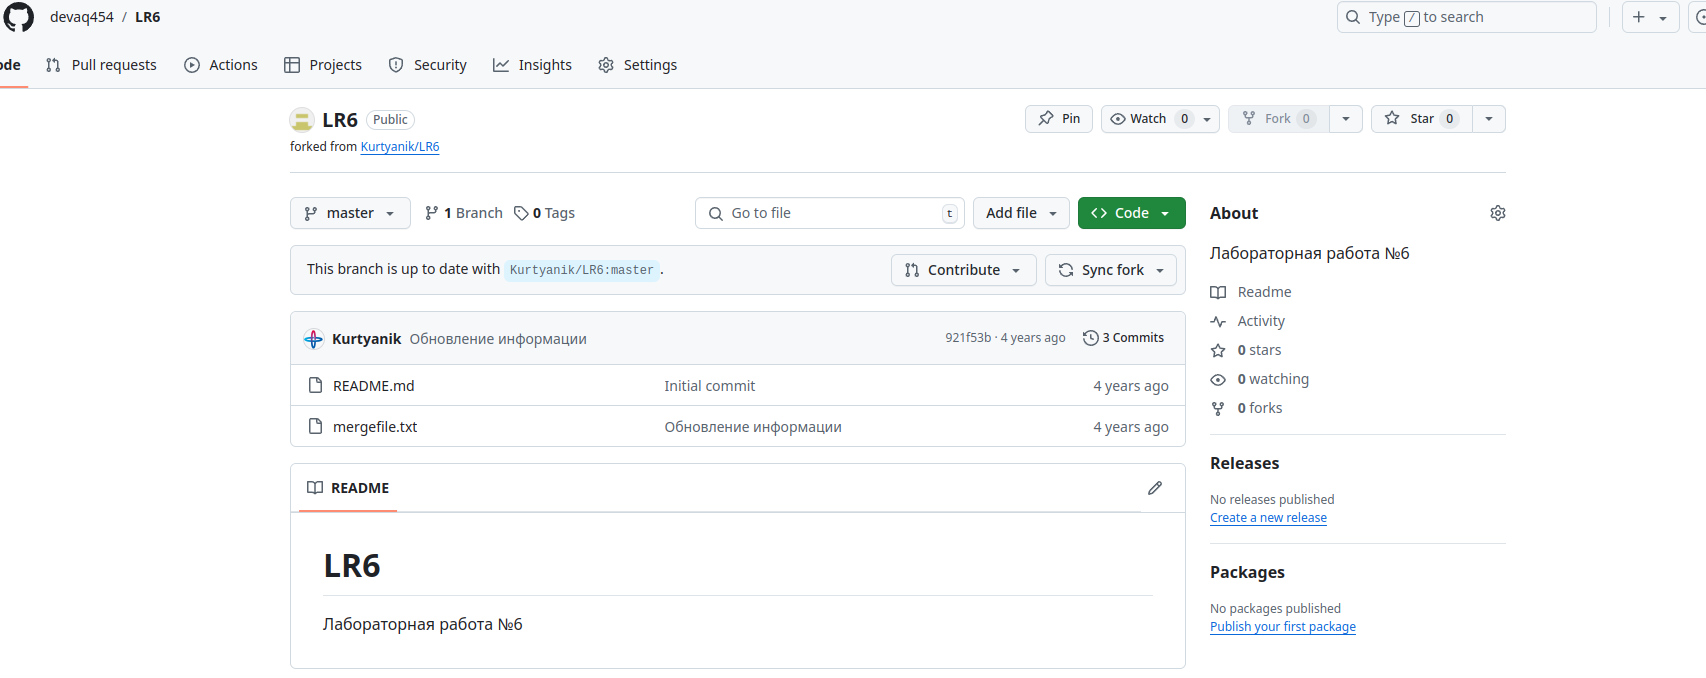 devaq454 / LR6
Type / to search
ode Pull requests Actions Projects Security Insights Settings
LR6 Public
Pin Watch 0 Fork 0 Star 0
forked from Kurtyanik/LR6
master 1 Branch 0 Tags Go to file t Add file Code
This branch is up to date with Kurtyanik/LR6:master . Contribute Sync fork
Kurtyanik Обновление информации 921f53b · 4 years ago 3 Commits
README.md Initial commit 4 years ago
mergefile.txt Обновление информации 4 years ago
README
LR6
Лабораторная работа №6
About
Лабораторная работа №6
Readme
Activity
0 stars
0 watching
0 forks
Releases
No releases published
Create a new release
Packages
No packages published
Publish your first package